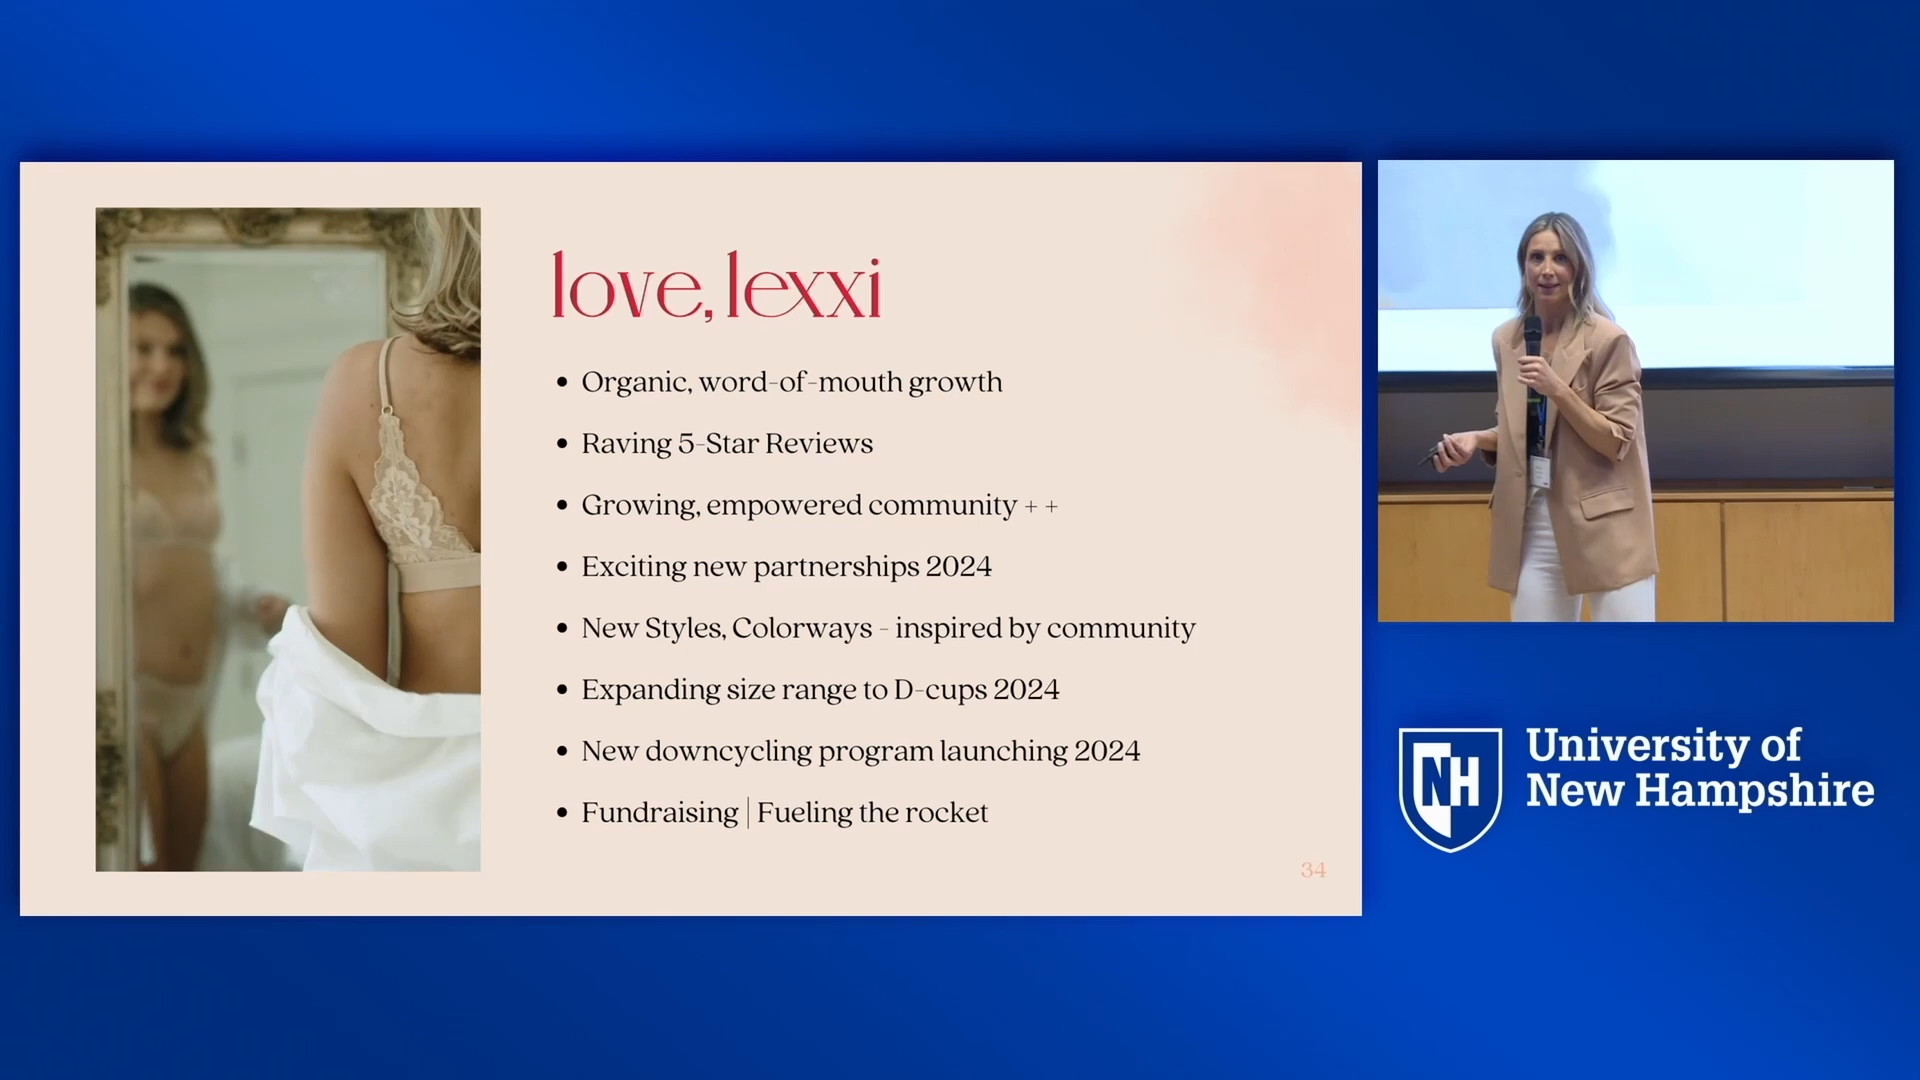 love, lexxi
Organic, word-of-mouth growth
Raving 5-Star Reviews
Growing, empowered community + +
Exciting new partnerships 2024
New Styles, Colorways - inspired by community
Expanding size range to D-cups 2024
New downcycling program launching 2024
Fundraising | Fueling the rocket
34
NH
University of
New Hampshire